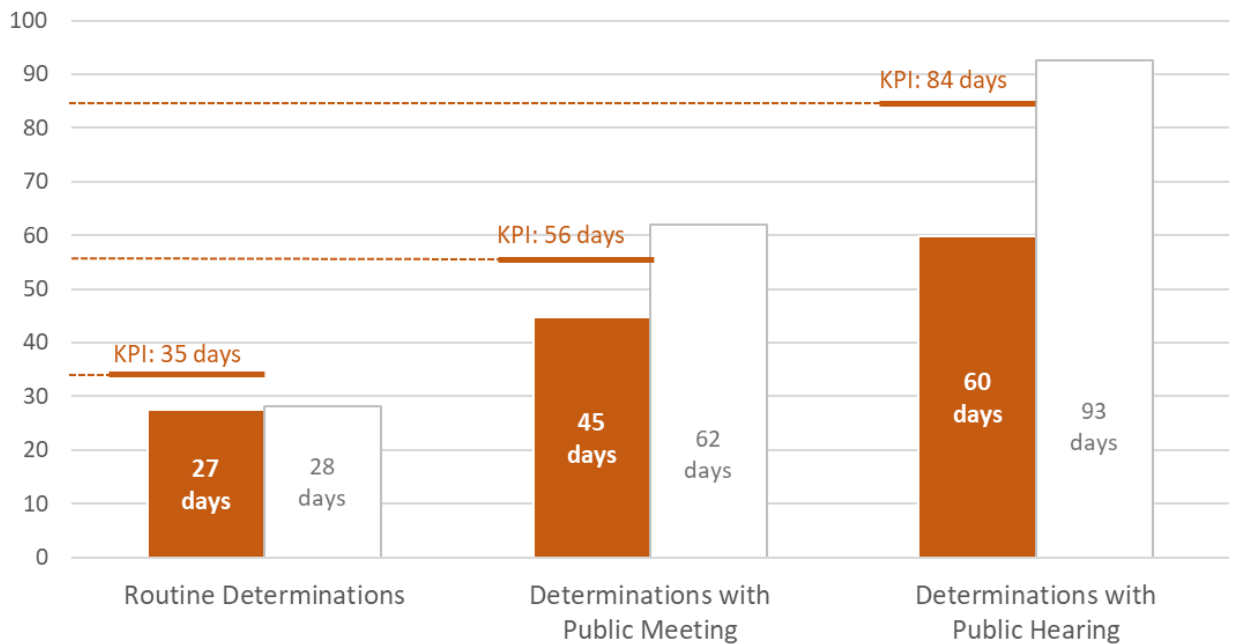 100
90
80
70
60
50
40
30
20
10
0
KPI: 35 days
KPI: 56 days
KPI: 84 days
27
days
28
days
45
days
62
days
60
days
93
days
Routine Determinations
Determinations with
Public Meeting
Determinations with
Public Hearing